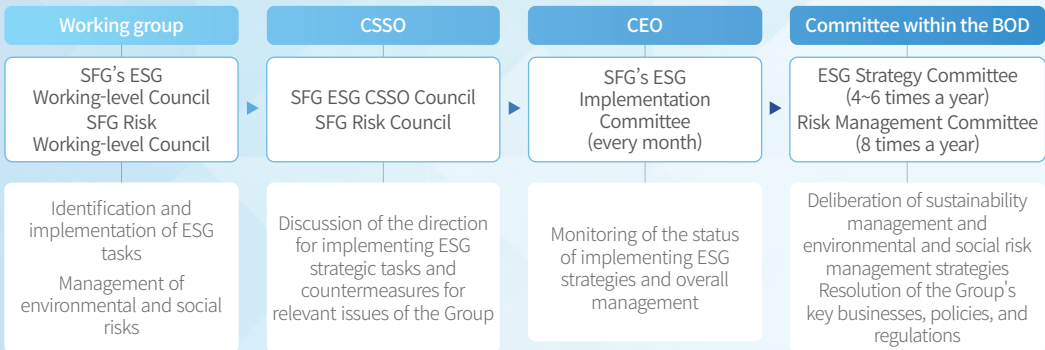 Working group
SFG's ESG
Working-level Council
SFG Risk
Working-level Council
Identification and
implementation of ESG
tasks
Management of
environmental and social
risks
CSSO
SFG ESG CSSO Council
SFG Risk Council
Discussion of the direction
for implementing ESG
strategic tasks and
countermeasures for
relevant issues of the Group
CEO
SFG's ESG
Implementation
Committee
(every month)
Monitoring of the status
of implementing ESG
strategies and overall
management
Committee within the BOD
ESG Strategy Committee
(4~6 times a year)
Risk Management Committee
(8 times a year)
Deliberation of sustainability
management and
environmental and social risk
management strategies
Resolution of the Group's
key businesses, policies, and
regulations